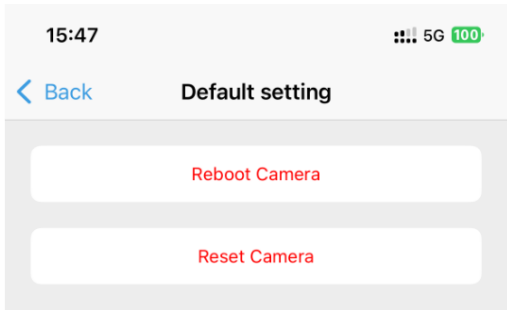 15:47 5G 100
Back Default setting
Reboot Camera
Reset Camera